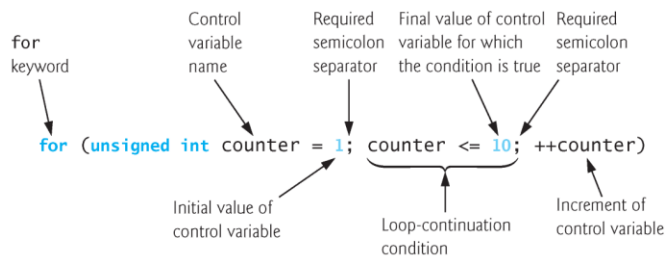 for
keyword
Control
variable
name
Required
semicolon
separator
Final value of control
variable for which
the condition is true
Required
semicolon
separator
for (unsigned int counter = 1; counter <= 10; ++counter)
Initial value of
control variable
Loop-continuation
condition
Increment of
control variable